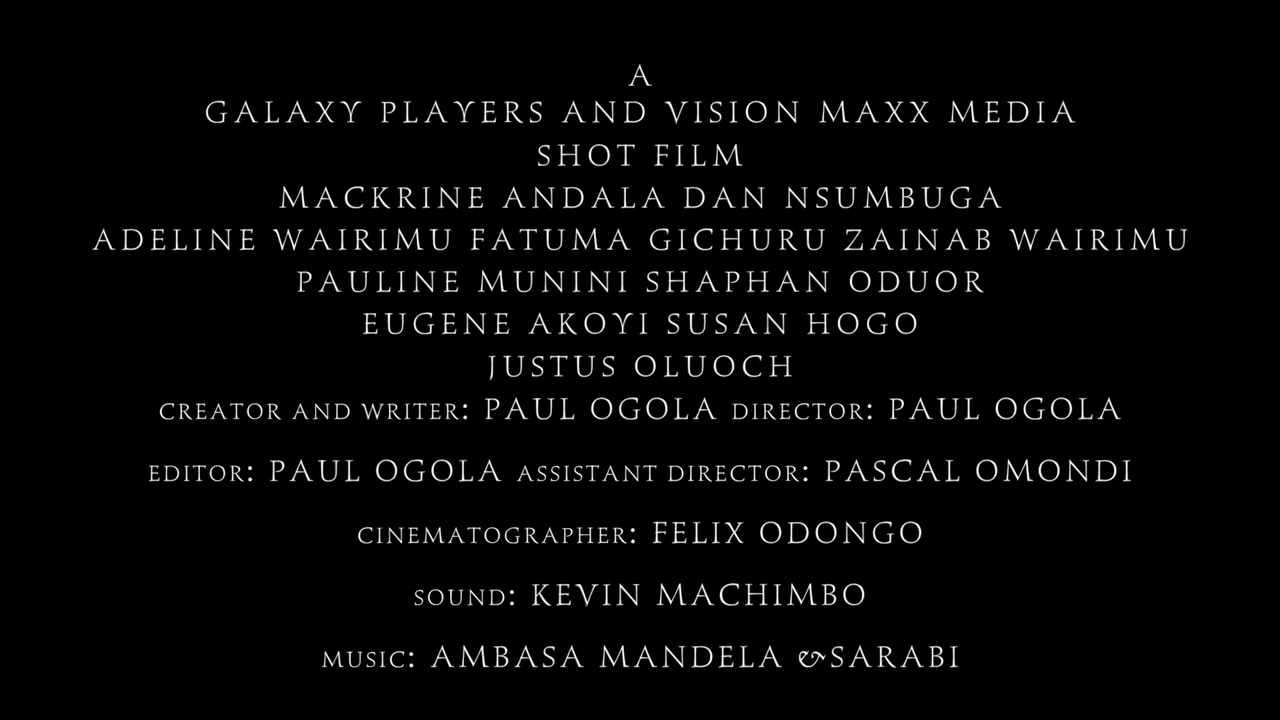 A
GALAXY PLAYERS AND VISION MAXX MEDIA
SHOT FILM
MACKRINE ANDALA DAN NSUMBUGA
ADELINE WAIRIMU FATUMA GICHURU ZAINAB WAIRIMU
PAULINE MUNINI SHAPHAN ODUOR
EUGENE AKOYI SUSAN HOGO
JUSTUS OLUOCH
CREATOR AND WRITER: PAUL OGOLA DIRECTOR: PAUL OGOLA
EDITOR: PAUL OGOLA ASSISTANT DIRECTOR: PASCAL OMONDI
CINEMATOGRAPHER: FELIX ODONGO
SOUND: KEVIN MACHIMBO
MUSIC: AMBASA MANDELA &SARABI